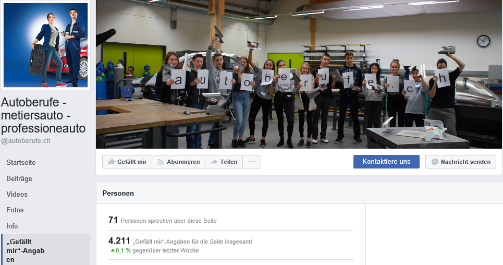 autoberufe.ch
Autoberufe -
metiersauto -
professioneauto
@autoberufe.ch
Gefällt mir
Abonnieren
Teilen
...
Kontaktiere uns
Nachricht senden
Startseite
Beiträge
Videos
Fotos
Info
„Gefällt
mir“-Angab
en
Personen
71 Personen sprechen über diese Seite
4.211 „Gefällt mir“-Angaben für die Seite insgesamt
0,1 % gegenüber letzter Woche